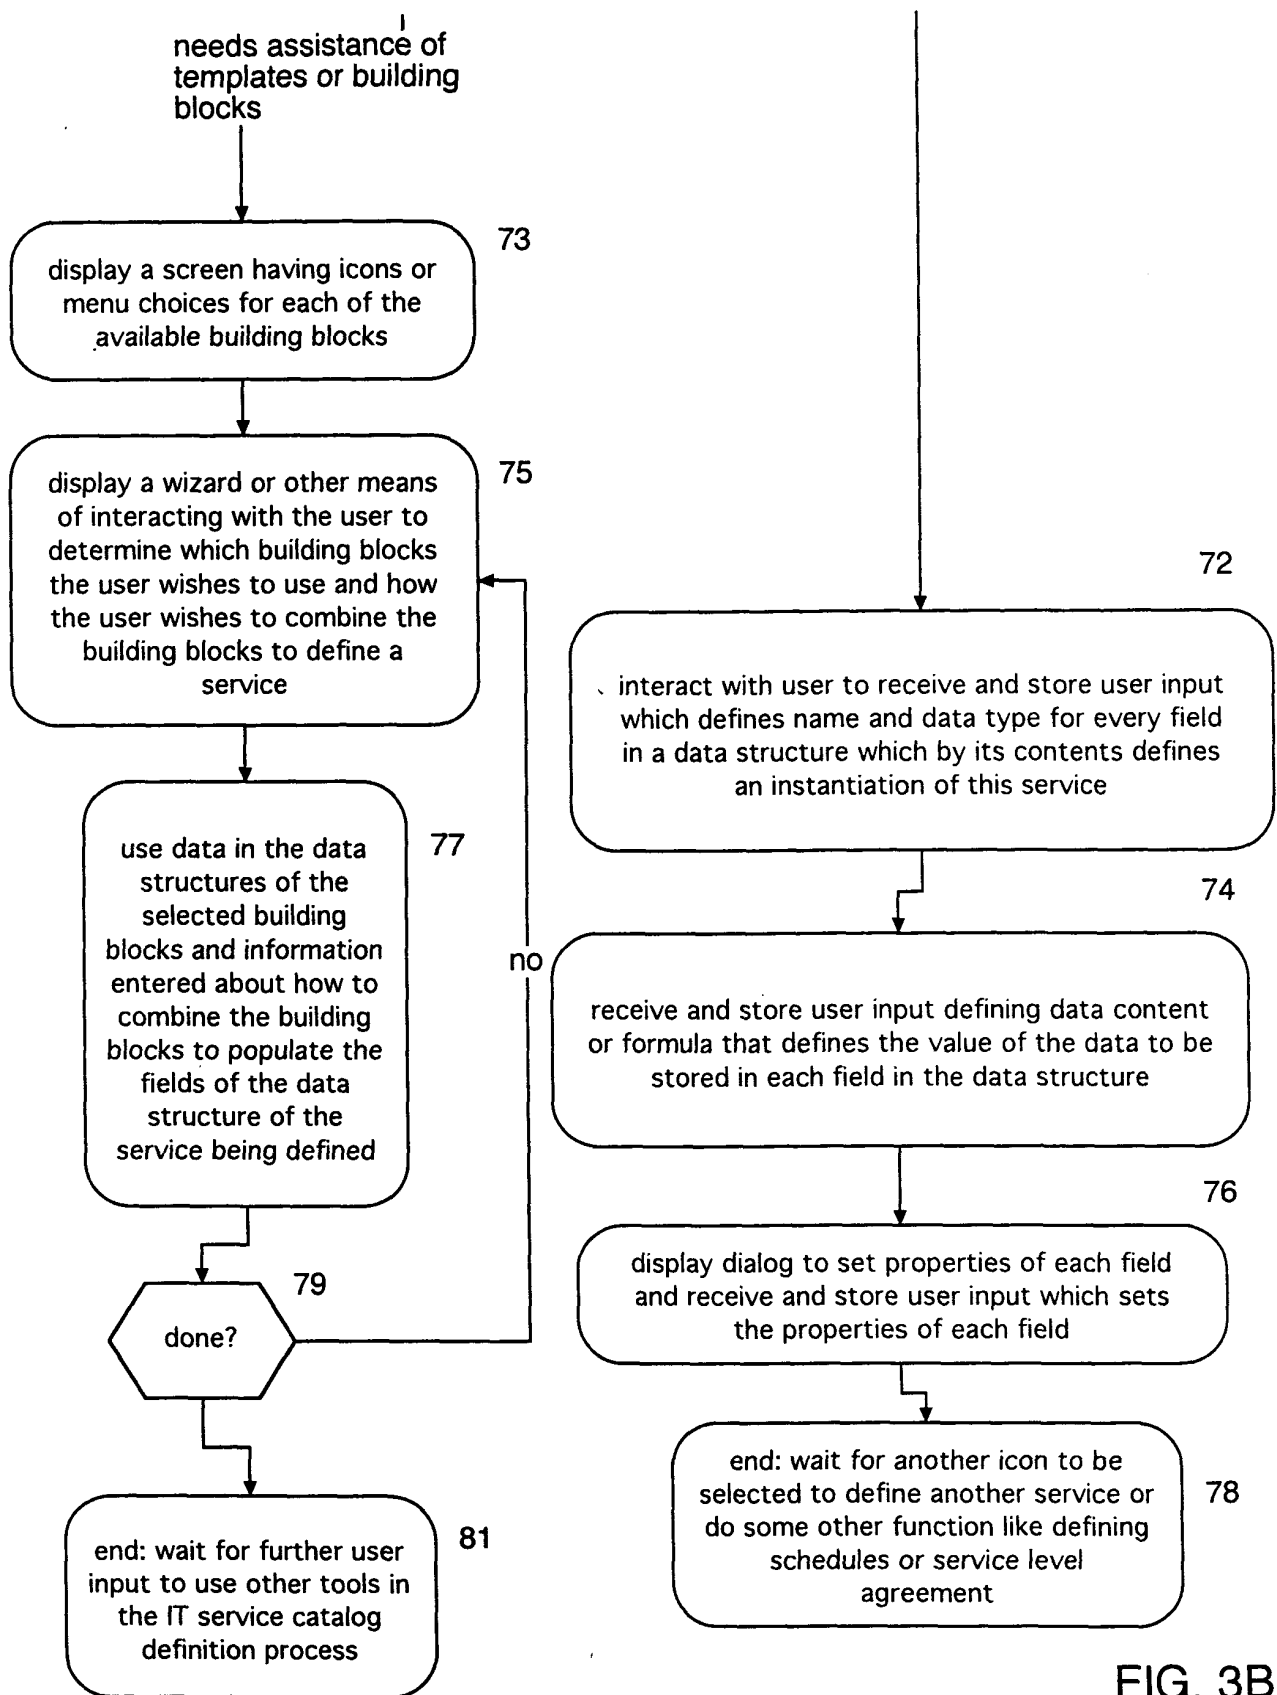 needs assistance of
templates or building
blocks
73
display a screen having icons or
menu choices for each of the
available building blocks
75
display a wizard or other means
of interacting with the user to
determine which building blocks
the user wishes to use and how
the user wishes to combine the
building blocks to define a
service
77
use data in the data
structures of the
selected building
blocks and information
entered about how to
combine the building
blocks to populate the
fields of the data
structure of the
service being defined
no
79
done?
81
end: wait for further user
input to use other tools in
the IT service catalog
definition process
72
interact with user to receive and store user input
which defines name and data type for every field
in a data structure which by its contents defines
an instantiation of this service
74
receive and store user input defining data content
or formula that defines the value of the data to be
stored in each field in the data structure
76
display dialog to set properties of each field
and receive and store user input which sets
the properties of each field
78
end: wait for another icon to be
selected to define another service or
do some other function like defining
schedules or service level
agreement
FIG. 3B